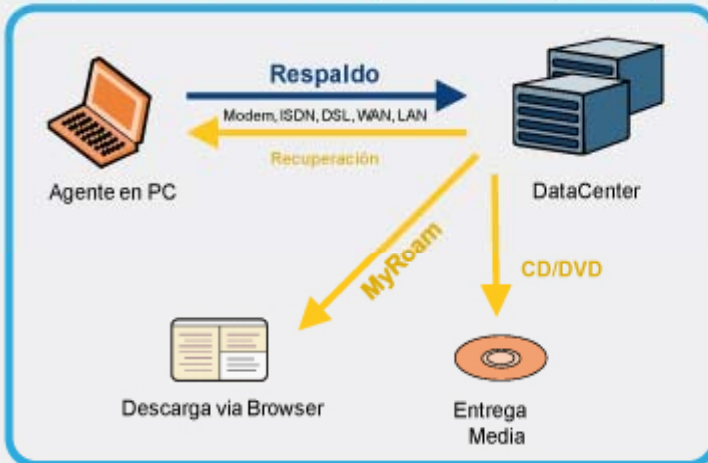 Respaldo
Modem, ISDN, DSL, WAN, LAN
Recuperación
Agente en PC
DataCenter
MyRoam
CD/DVD
Descarga via Browser
Entrega
Media